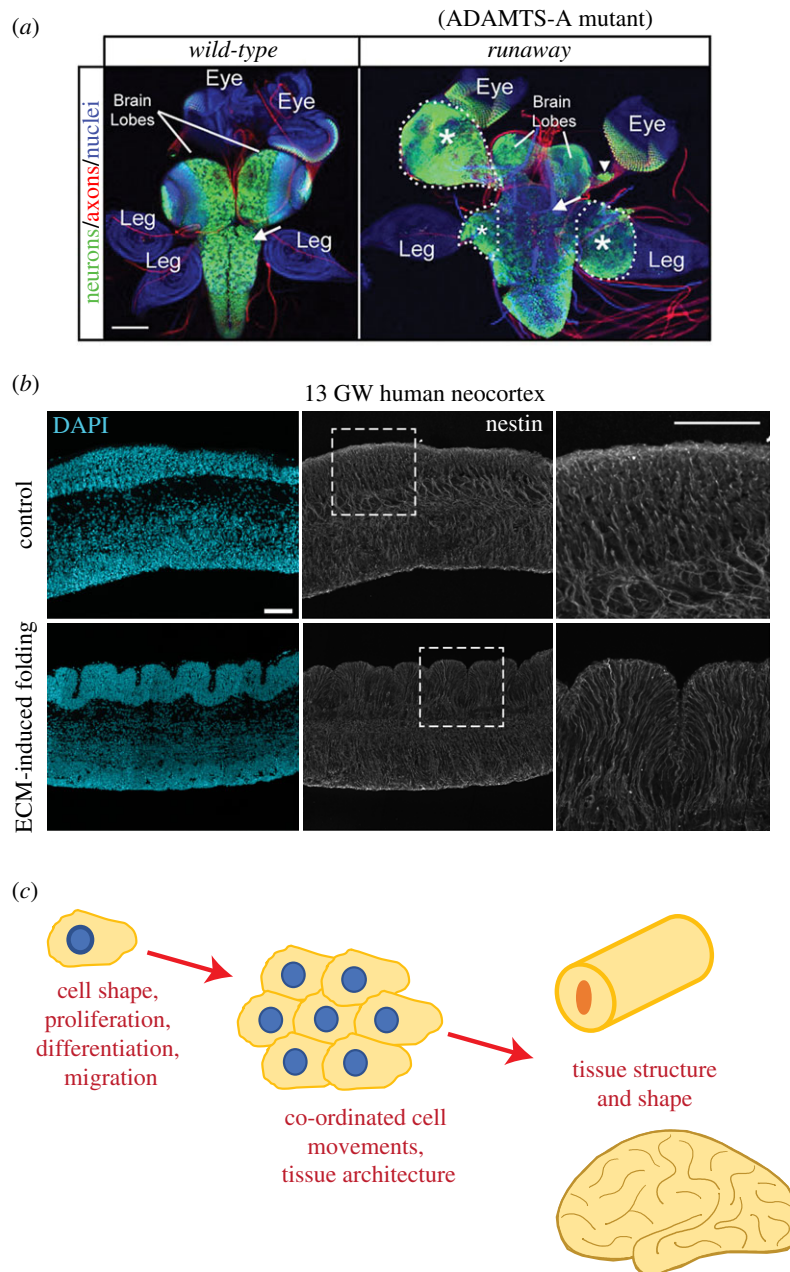 (a)
(ADAMTS-A mutant)
wild-type
runaway
neurons/axons/nuclei
Eye
Eye
Brain
Lobes
Leg
Leg
Leg
Eye
Brain
Lobes
Eye
*
Leg
*
*
Leg
(b)
13 GW human neocortex
DAPI
nestin
control
ECM-induced folding
(c)
cell shape,
proliferation,
differentiation,
migration
co-ordinated cell
movements,
tissue architecture
tissue structure
and shape